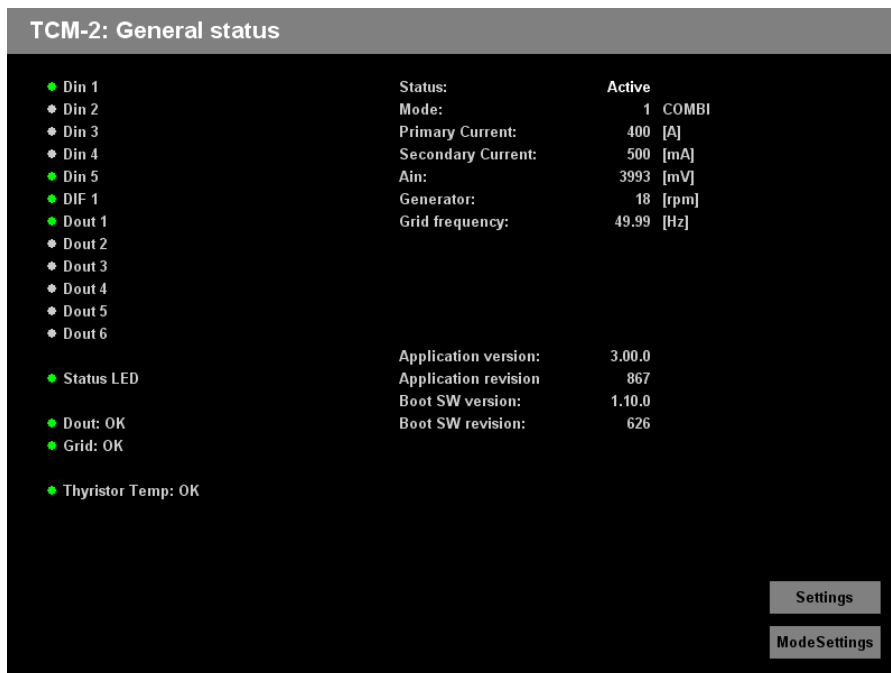 TCM-2: General status
Din 1
Din 2
Din 3
Din 4
Din 5
DIF 1
Dout 1
Dout 2
Dout 3
Dout 4
Dout 5
Dout 6
Status LED
Dout: OK
Grid: OK
Thyristor Temp: OK
Status: Active
Mode: 1 COMBI
Primary Current: 400 [A]
Secondary Current: 500 [mA]
Ain: 3993 [mV]
Generator: 18 [rpm]
Grid frequency: 49.99 [Hz]
Application version: 3.00.0
Application revision 867
Boot SW version: 1.10.0
Boot SW revision: 626
Settings
ModeSettings